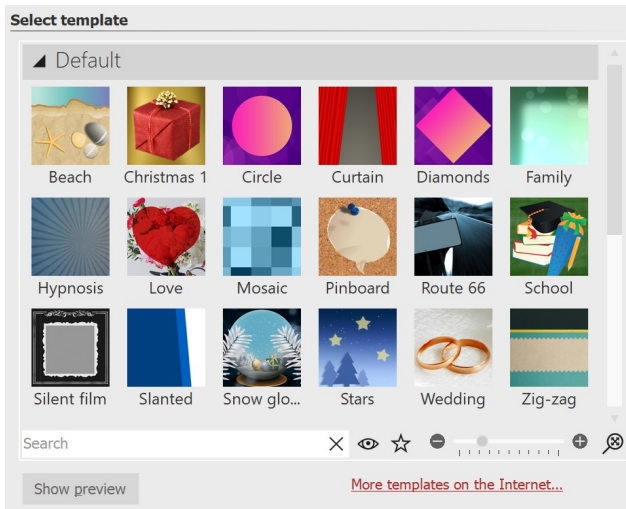 Select template
Default
Beach
Christmas 1
Circle
Curtain
Diamonds
Family
Hypnosis
Love
Mosaic
Pinboard
Route 66
School
Silent film
Slanted
Snow glo...
Stars
Wedding
Zig-zag
Search
Show preview
More templates on the Internet...